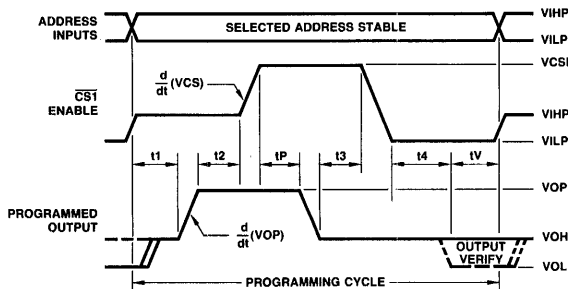 ADDRESS
INPUTS
SELECTED ADDRESS STABLE
VIHP
VILP
VCSP
d/dt (VCS)
CS1
ENABLE
VIHP
VILP
t1
t2
tP
t3
t4
tV
VOP
PROGRAMMED
OUTPUT
d/dt (VOP)
VOH
OUTPUT
VERIFY
VOL
PROGRAMMING CYCLE